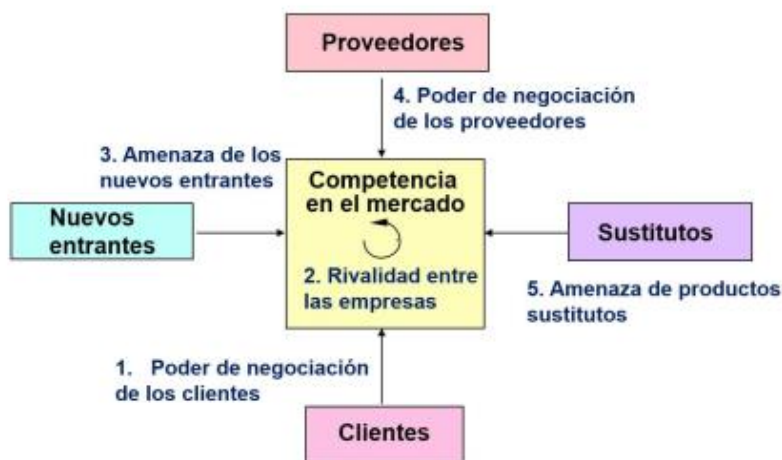 Proveedores
4. Poder de negociación
de los proveedores
3. Amenaza de los
nuevos entrantes
Competencia
en el mercado
Nuevos
entrantes
Sustitutos
2. Rivalidad entre
las empresas
5. Amenaza de productos
sustitutos
1. Poder de negociación
de los clientes
Clientes